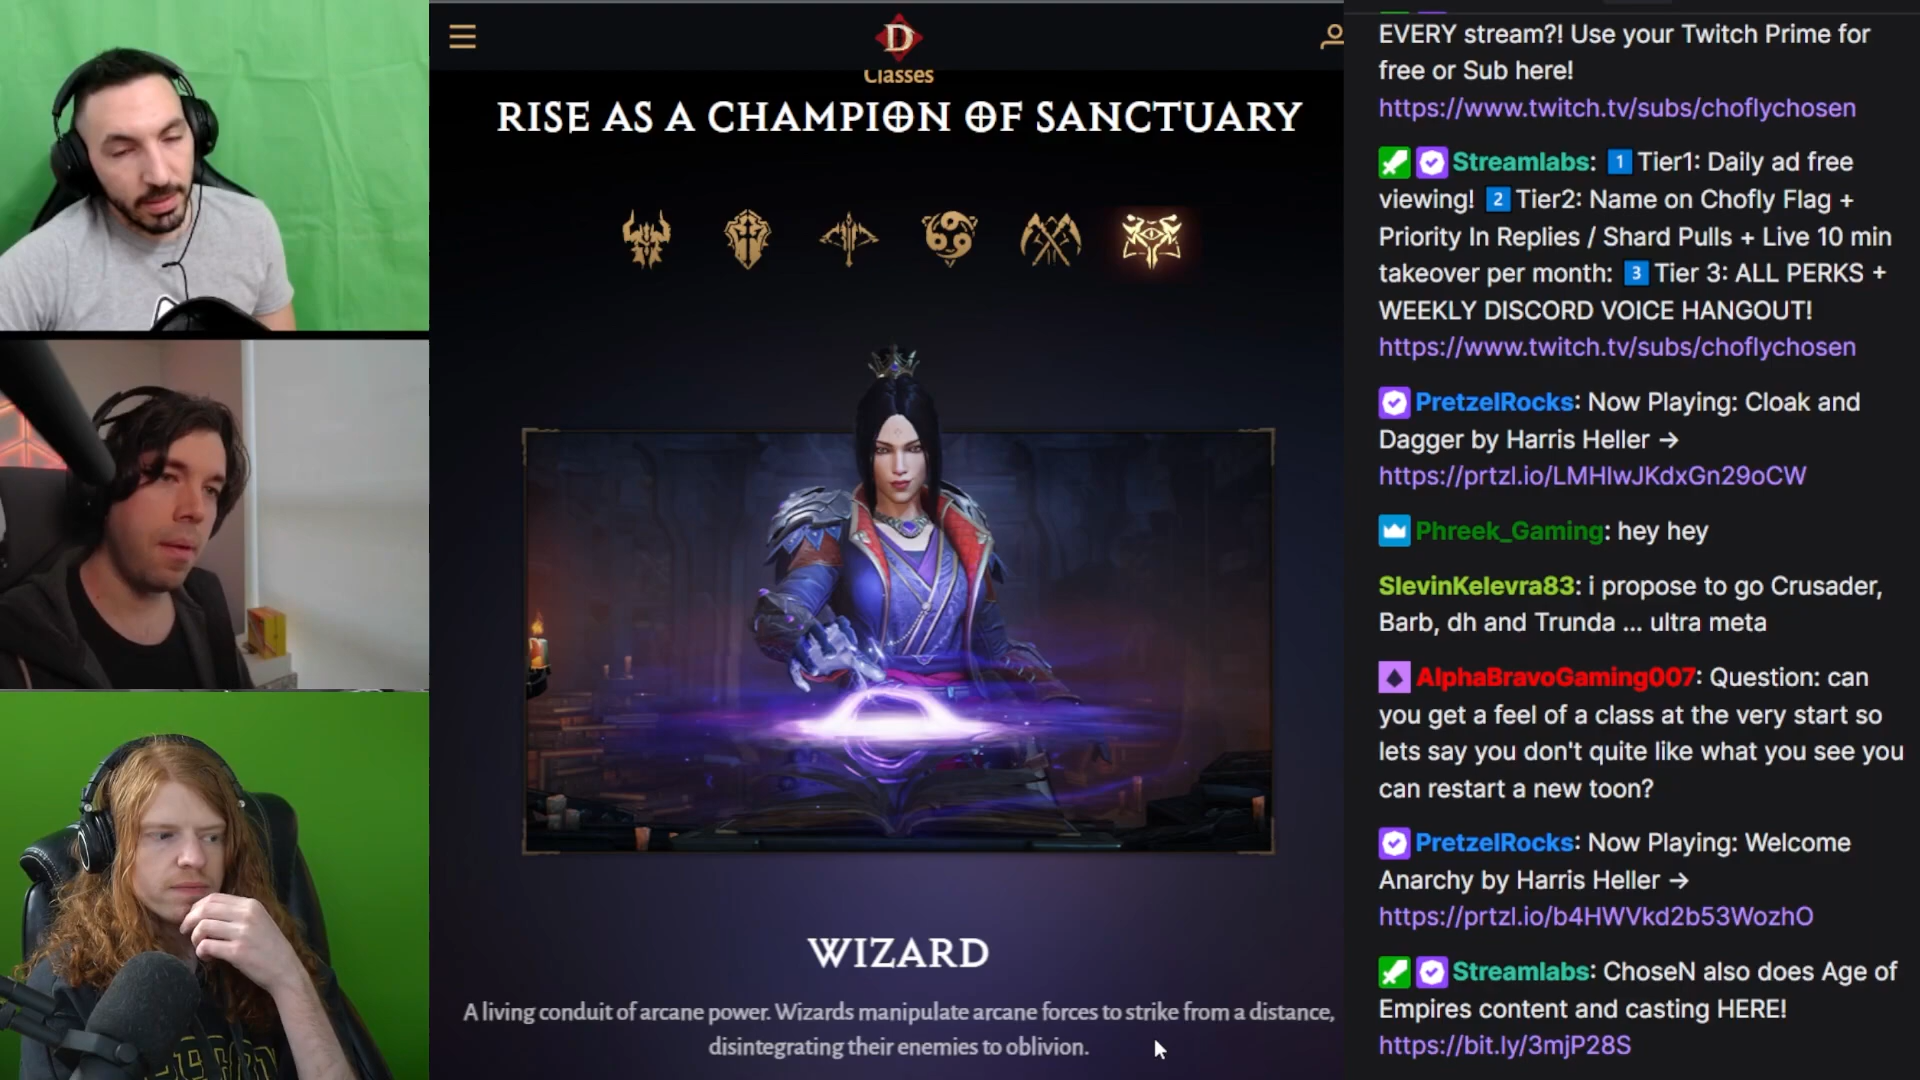 D
Classes
RISE AS A CHAMPION OF SANCTUARY
WIZARD
A living conduit of arcane power. Wizards manipulate arcane forces to strike from a distance,
disintegrating their enemies to oblivion.
EVERY stream?! Use your Twitch Prime for
free or Sub here!
https://www.twitch.tv/subs/choflychosen
Streamlabs: 1 Tier1: Daily ad free
viewing! 2 Tier2: Name on Chofly Flag +
Priority In Replies / Shard Pulls + Live 10 min
takeover per month: 3 Tier 3: ALL PERKS +
WEEKLY DISCORD VOICE HANGOUT!
https://www.twitch.tv/subs/choflychosen
PretzelRocks: Now Playing: Cloak and
Dagger by Harris Heller →
https://prtzl.io/LMHlwJKdxGn29oCW
Phreek_Gaming: hey hey
SlevinKelevra83: i propose to go Crusader,
Barb, dh and Trunda ... ultra meta
AlphaBravoGaming007: Question: can
you get a feel of a class at the very start so
lets say you don't quite like what you see you
can restart a new toon?
PretzelRocks: Now Playing: Welcome
Anarchy by Harris Heller →
https://prtzl.io/b4HWVkd2b53WozhO
Streamlabs: ChoseN also does Age of
Empires content and casting HERE!
https://bit.ly/3mjP28S